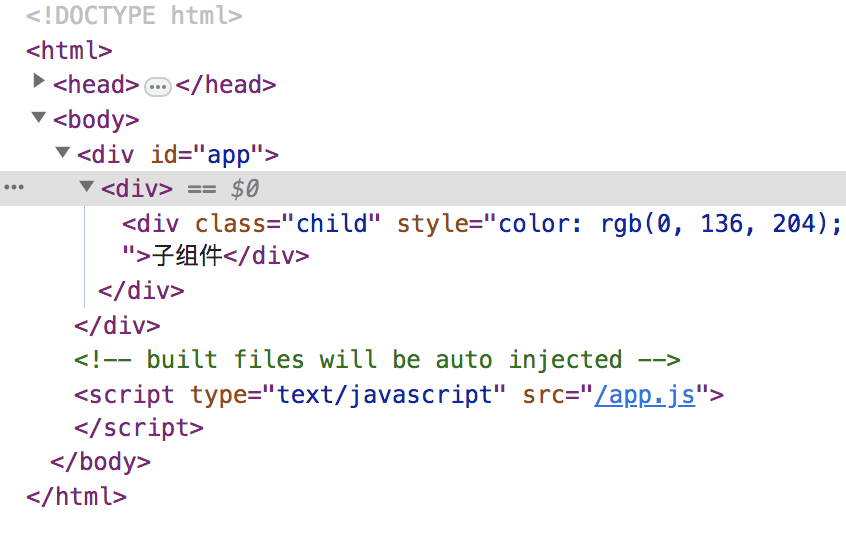 <!DOCTYPE html>
<html>
<head>…</head>
<body>
<div id="app">
… <div> == $0
<div class="child" style="color: rgb(0, 136, 204);
">子组件</div>
</div>
</div>
<!-- built files will be auto injected -->
<script type="text/javascript" src="/app.js">
</script>
</body>
</html>